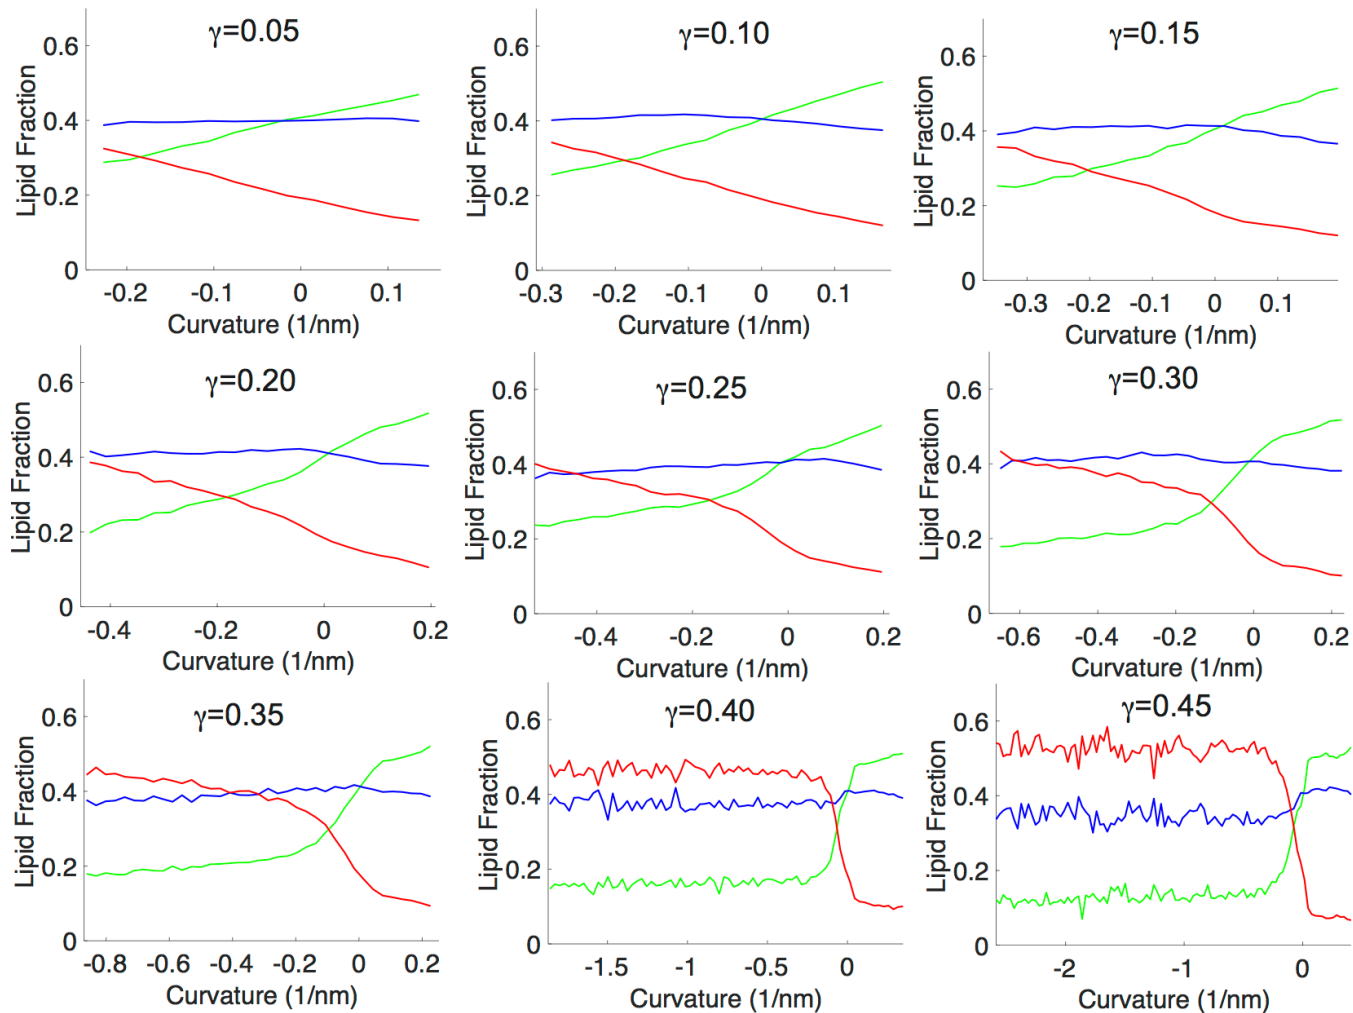 γ=0.05
0.6
0.4
0.2
0
Lipid Fraction
-0.2 -0.1 0 0.1
Curvature (1/nm)
γ=0.10
0.6
0.4
0.2
0
Lipid Fraction
-0.3 -0.2 -0.1 0 0.1
Curvature (1/nm)
γ=0.15
0.6
0.4
0.2
0
Lipid Fraction
-0.3 -0.2 -0.1 0 0.1
Curvature (1/nm)
γ=0.20
0.6
0.4
0.2
0
Lipid Fraction
-0.4 -0.2 0 0.2
Curvature (1/nm)
γ=0.25
0.6
0.4
0.2
0
Lipid Fraction
-0.4 -0.2 0 0.2
Curvature (1/nm)
γ=0.30
0.6
0.4
0.2
0
Lipid Fraction
-0.6 -0.4 -0.2 0 0.2
Curvature (1/nm)
γ=0.35
0.6
0.4
0.2
0
Lipid Fraction
-0.8 -0.6 -0.4 -0.2 0 0.2
Curvature (1/nm)
γ=0.40
0.6
0.4
0.2
0
Lipid Fraction
-1.5 -1 -0.5 0
Curvature (1/nm)
γ=0.45
0.6
0.4
0.2
0
Lipid Fraction
-2 -1 0
Curvature (1/nm)